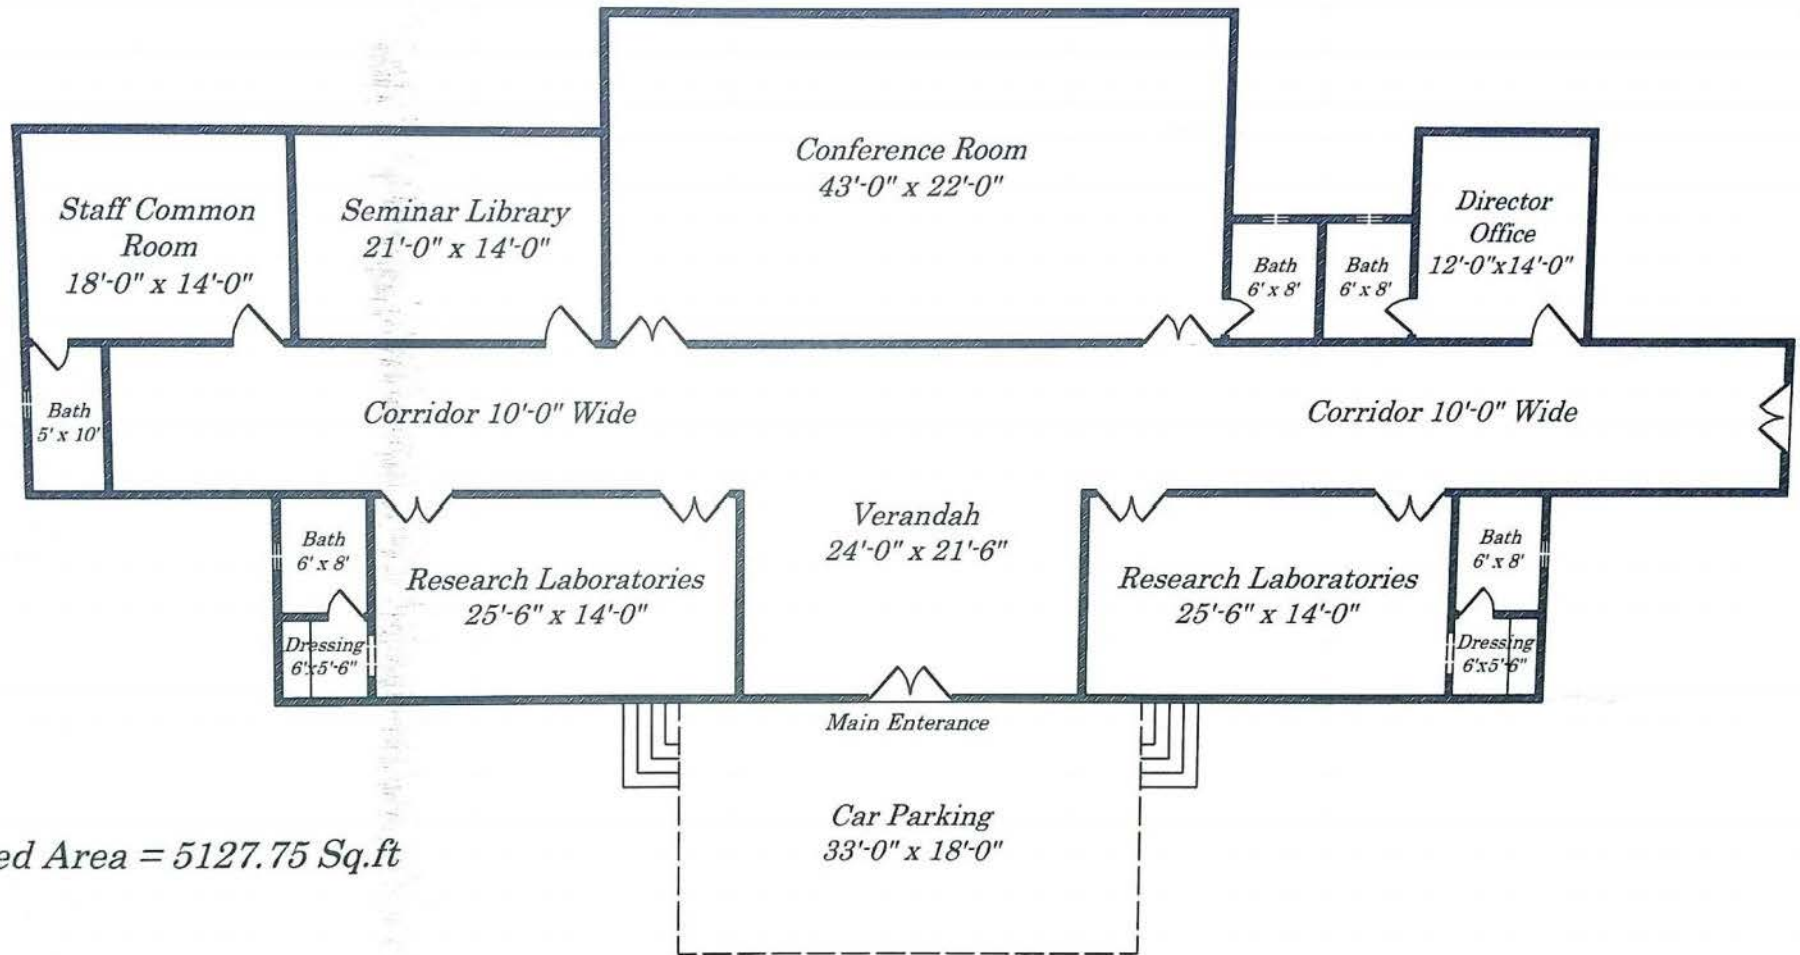 Conference Room
43'-0" x 22'-0"
Staff Common
Room
18'-0" x 14'-0"
Seminar Library
21'-0" x 14'-0"
Bath
6' x 8'
Bath
6' x 8'
Director
Office
12'-0"x14'-0"
Bath
5' x 10'
Corridor 10'-0" Wide
Corridor 10'-0" Wide
Bath
6' x 8'
Dressing
6'x5'-6"
Research Laboratories
25'-6" x 14'-0"
Verandah
24'-0" x 21'-6"
Research Laboratories
25'-6" x 14'-0"
Bath
6' x 8'
Dressing
6'x5'-6"
Main Enterance
Car Parking
33'-0" x 18'-0"
ed Area = 5127.75 Sq.ft